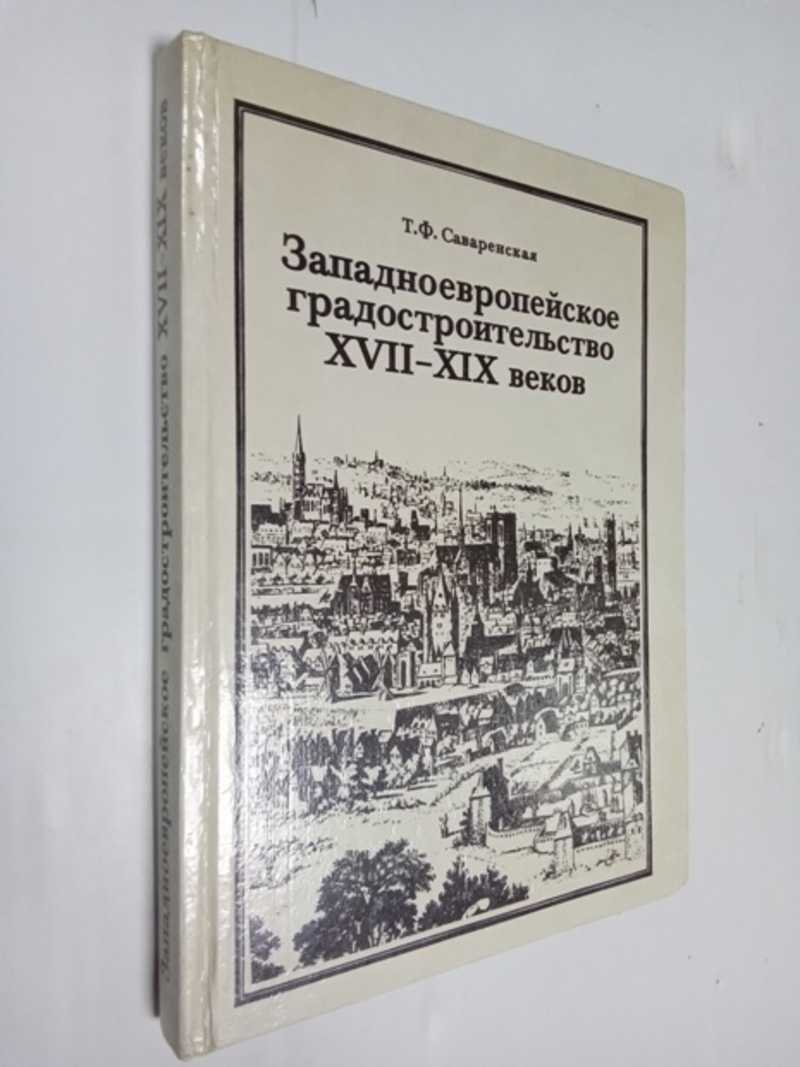 Т.Ф. Саваренская
Западноевропейское
градостроительство
XVII–XIX веков
Западноевропейское градостроительство XVII–XIX веков